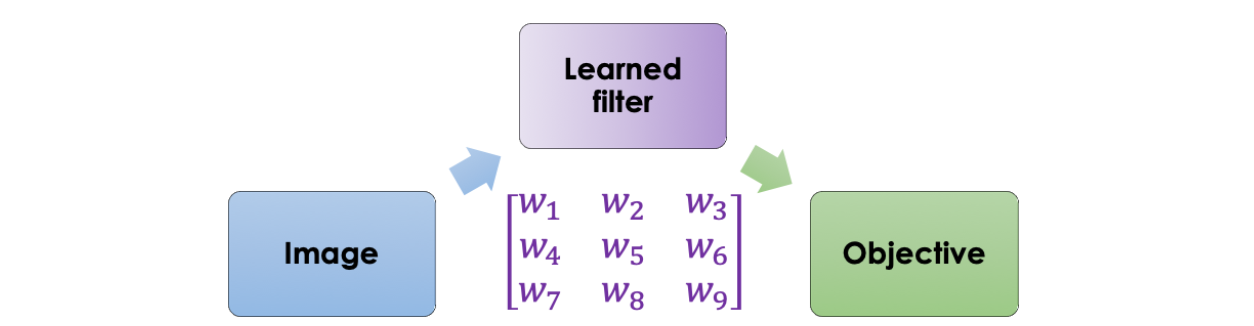 Learned
filter
Image
w₁ w₂ w₃
w₄ w₅ w₆
w₇ w₈ w₉
Objective